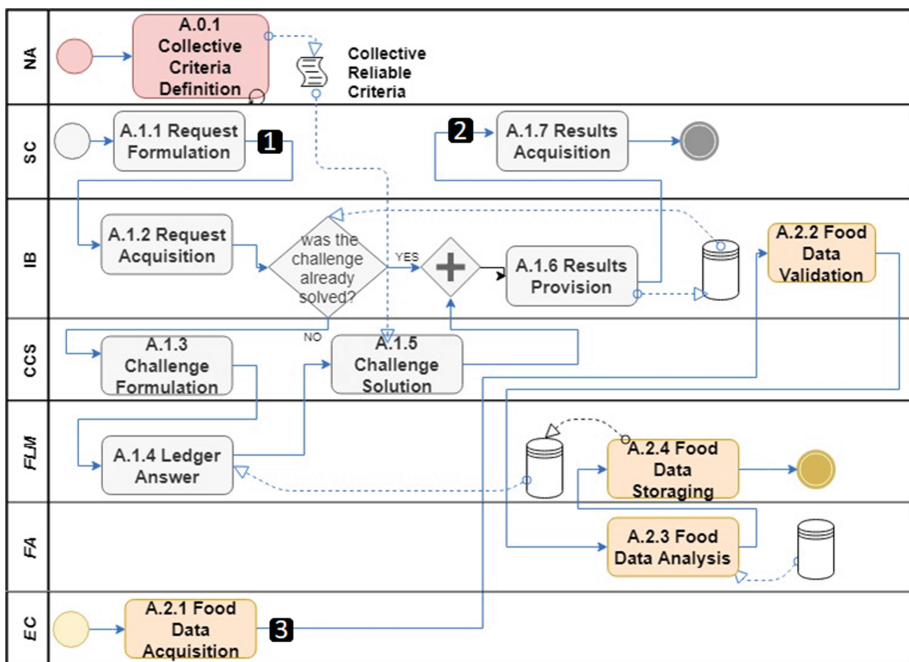 NA
A.0.1
Collective
Criteria
Definition
Collective
Reliable
Criteria
SC
A.1.1 Request
Formulation
1
2
A.1.7 Results
Acquisition
IB
A.1.2 Request
Acquisition
was the
challenge
already
solved?
YES
NO
A.1.6 Results
Provision
A.2.2 Food
Data
Validation
CCS
A.1.3
Challenge
Formulation
A.1.5
Challenge
Solution
FLM
A.1.4 Ledger
Answer
A.2.4 Food
Data
Storaging
FA
A.2.3 Food
Data Analysis
EC
A.2.1 Food
Data
Acquisition
3